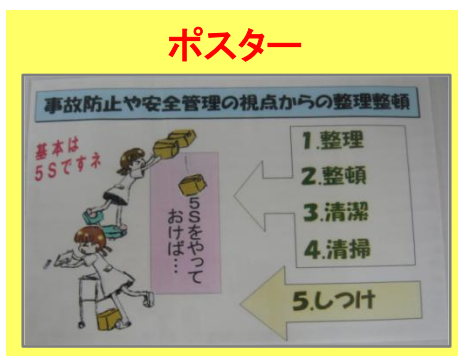 ポスター
事故防止や安全管理の視点からの整理整頓
基本は
5Sですネ
5Sをやって
おけば…
1.整理
2.整頓
3.清潔
4.清掃
5.しつけ